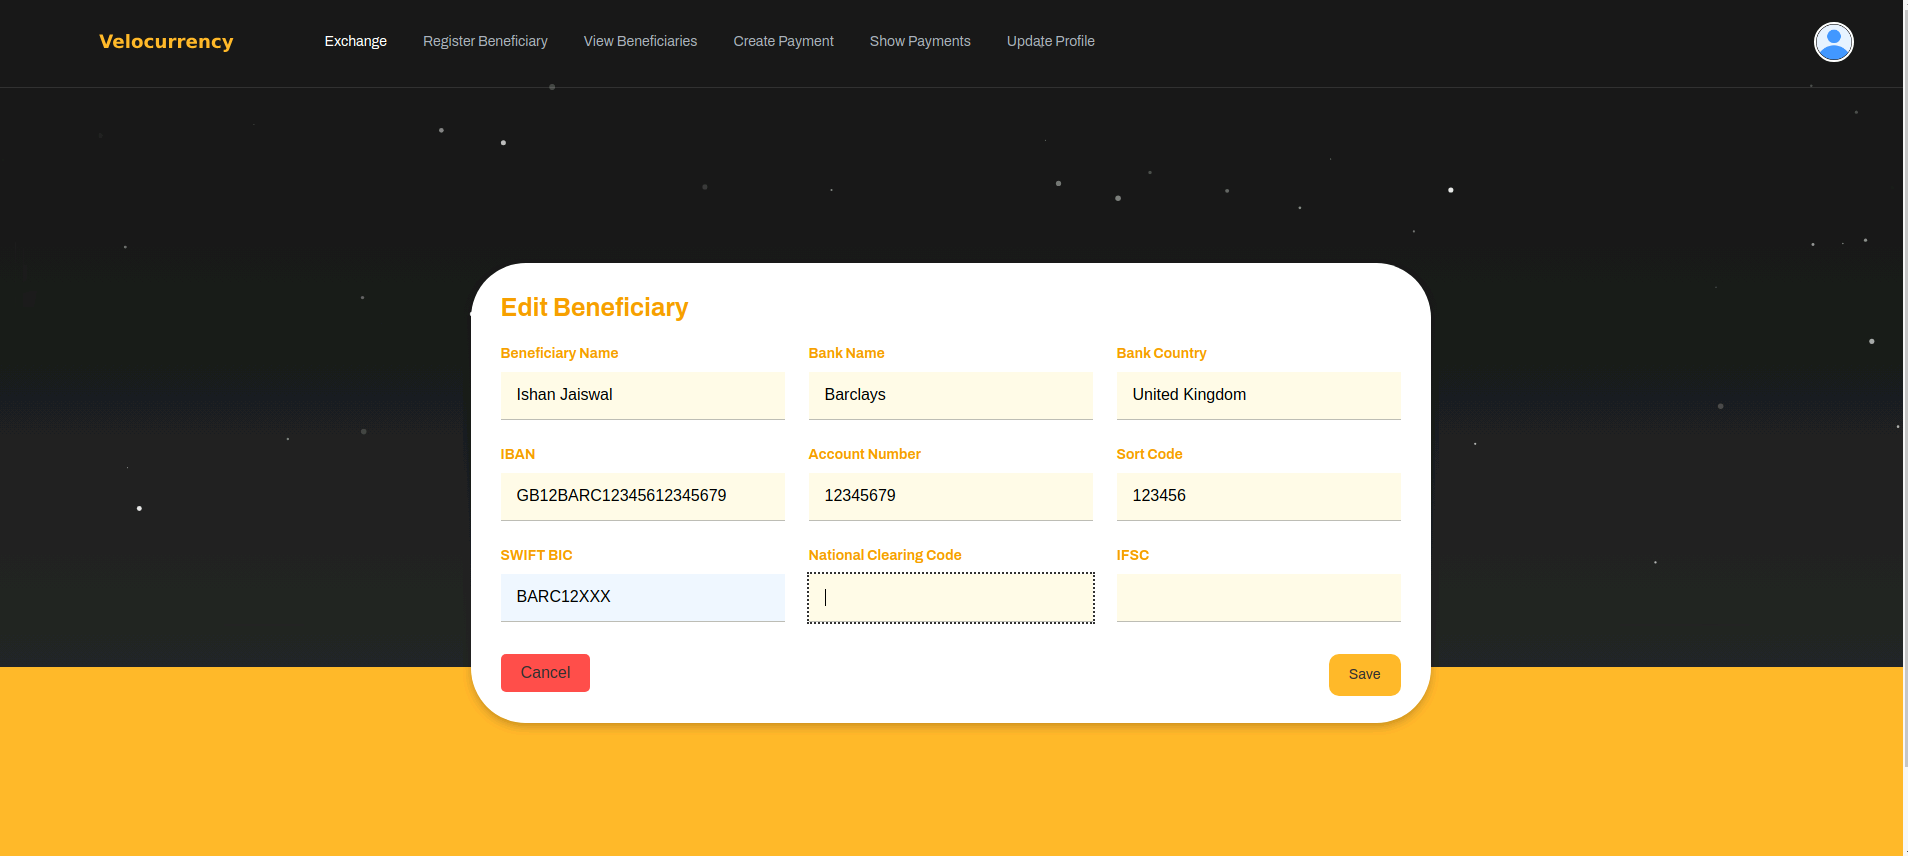 Velocurrency
Exchange Register Beneficiary View Beneficiaries Create Payment Show Payments Update Profile
Edit Beneficiary
Beneficiary Name Bank Name Bank Country
Ishan Jaiswal Barclays United Kingdom
IBAN Account Number Sort Code
GB12BARC12345612345679 12345679 123456
SWIFT BIC National Clearing Code IFSC
BARC12XXX
Cancel Save